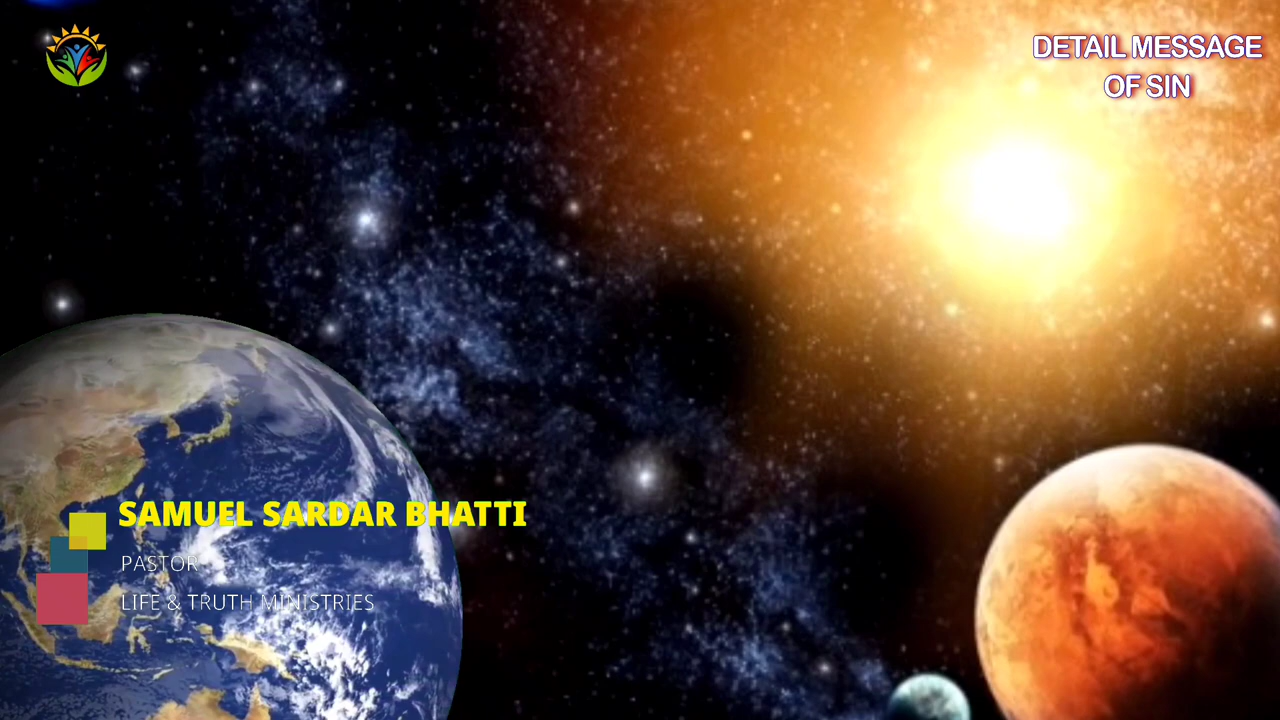 DETAIL MESSAGE
OF SIN
SAMUEL SARDAR BHATTI
PASTOR
LIFE & TRUTH MINISTRIES